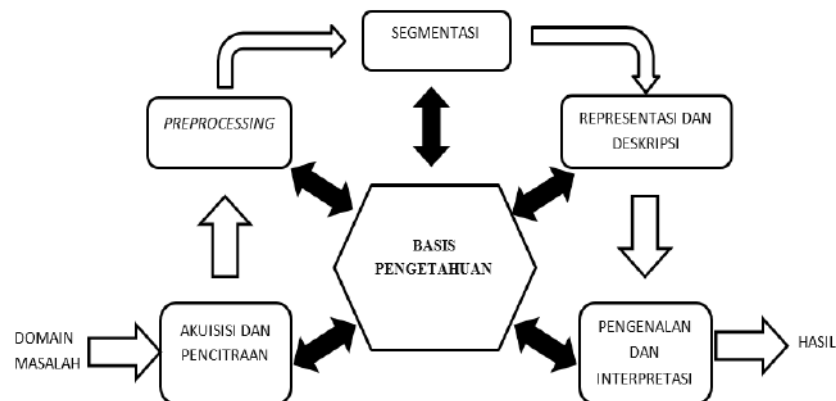 SEGMENTASI
PREPROCESSING
REPRESENTASI DAN
DESKRIPSI
BASIS
PENGETAHUAN
DOMAIN
MASALAH
AKUISISI DAN
PENCITRAAN
PENGENALAN
DAN
INTERPRETASI
HASIL